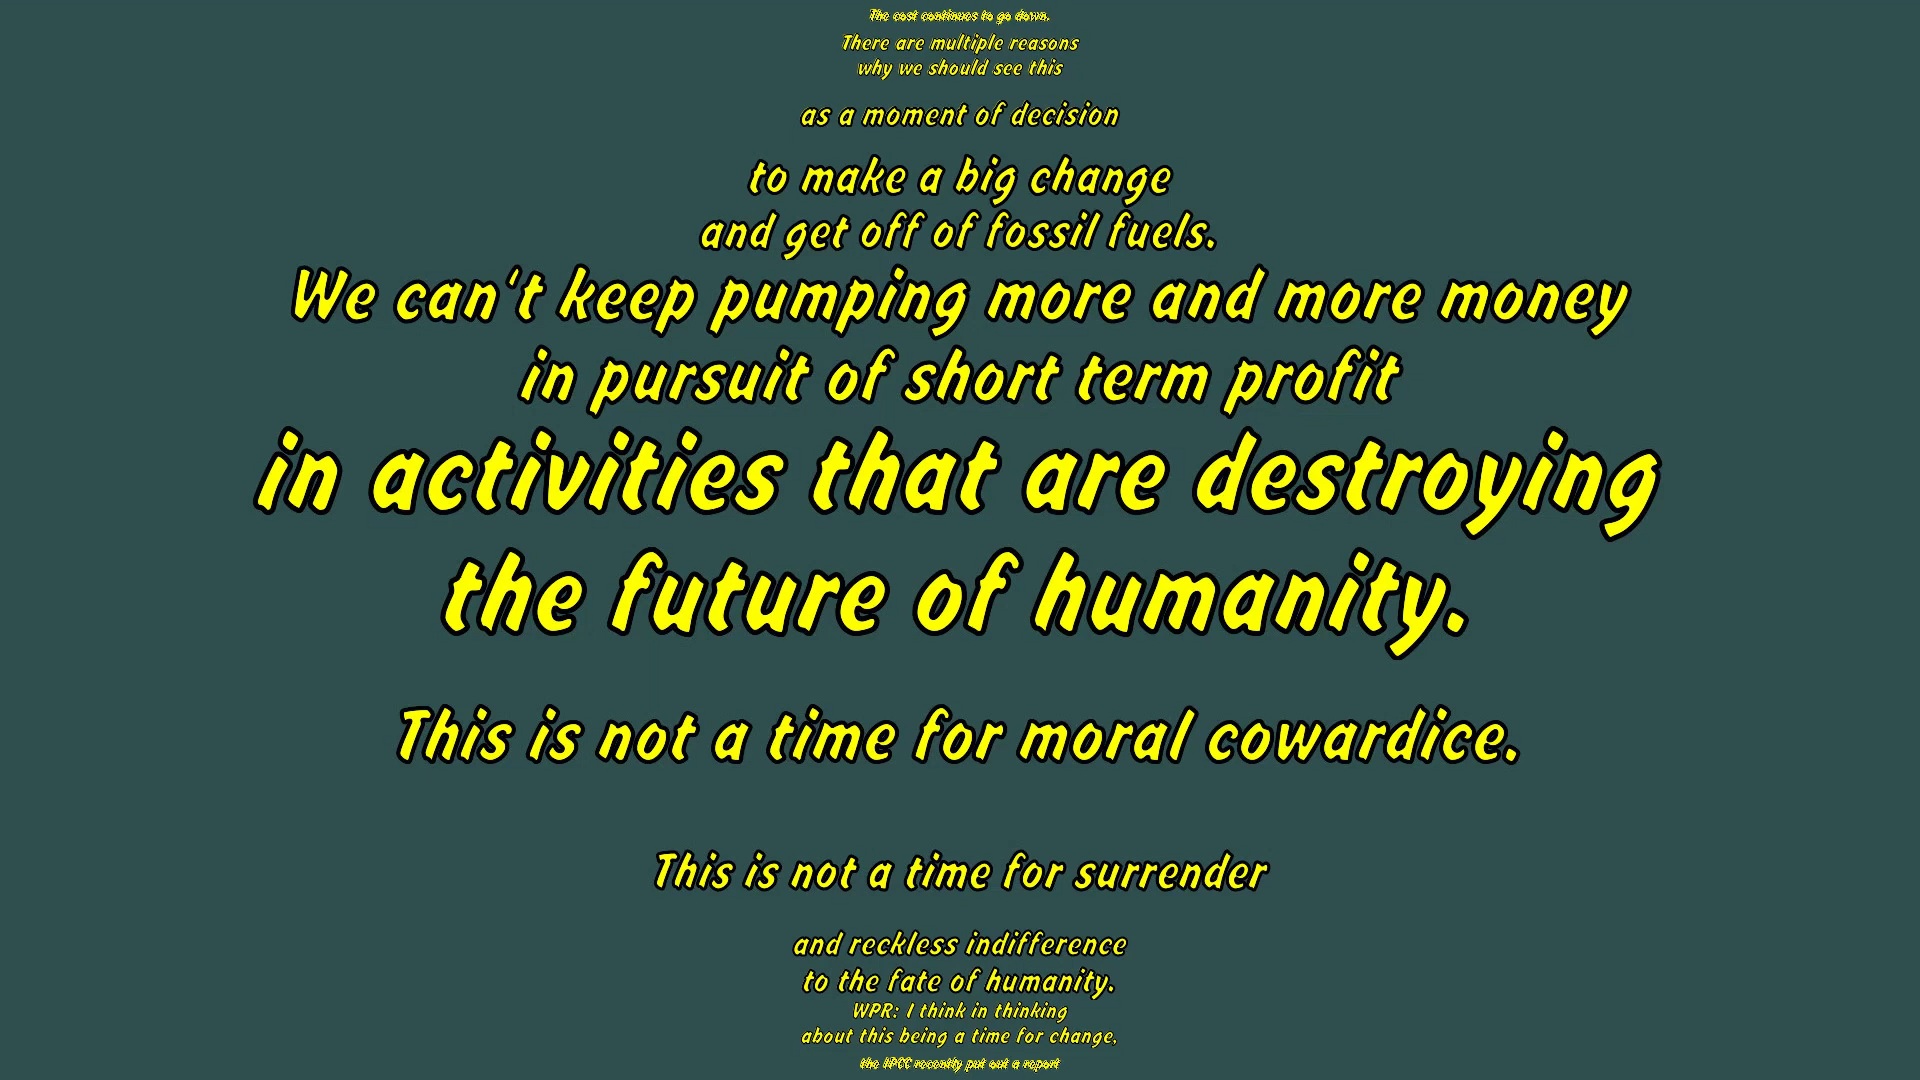 The cost continues to go down.
There are multiple reasons
why we should see this
as a moment of decision
to make a big change
and get off of fossil fuels.
We can't keep pumping more and more money
in pursuit of short term profit
in activities that are destroying
the future of humanity.
This is not a time for moral cowardice.
This is not a time for surrender
and reckless indifference
to the fate of humanity.
WPR: I think in thinking
about this being a time for change,
the IPCC recently put out a report